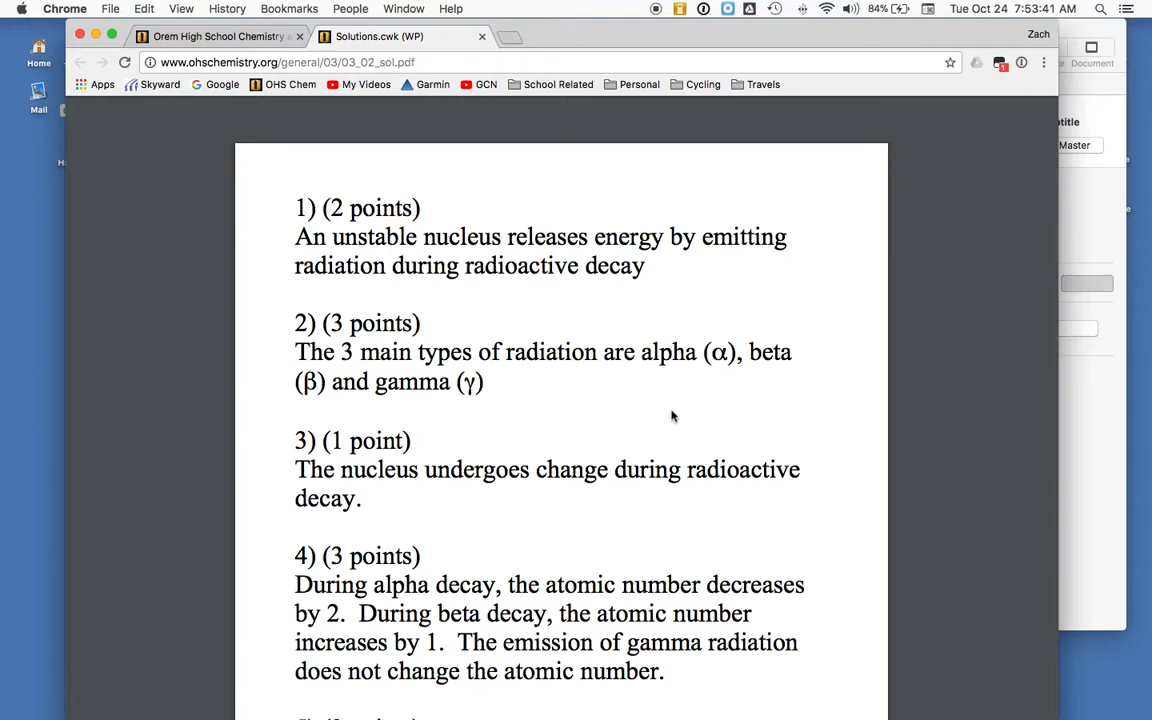 Chrome File Edit View History Bookmarks People Window Help 84% Tue Oct 24 7:53:41 AM
Orem High School Chemistry
Solutions.cwk (WP)
Zach
www.ohschemistry.org/general/03/03_02_sol.pdf
Apps Skyward Google OHS Chem My Videos Garmin GCN School Related Personal Cycling Travels
Home
Mail
Document
Master
1) (2 points)
An unstable nucleus releases energy by emitting
radiation during radioactive decay
2) (3 points)
The 3 main types of radiation are alpha (α), beta
(β) and gamma (γ)
3) (1 point)
The nucleus undergoes change during radioactive
decay.
4) (3 points)
During alpha decay, the atomic number decreases
by 2. During beta decay, the atomic number
increases by 1. The emission of gamma radiation
does not change the atomic number.